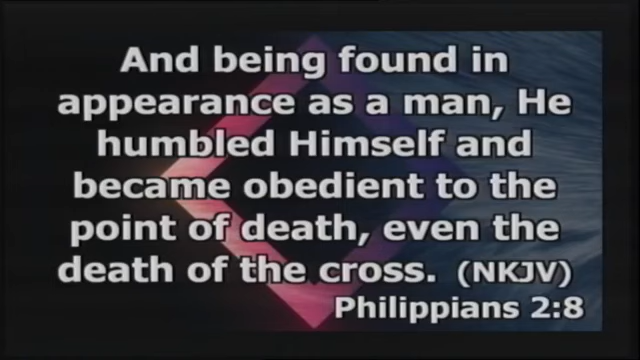 And being found in
appearance as a man, He
humbled Himself and
became obedient to the
point of death, even the
death of the cross. (NKJV)
Philippians 2:8